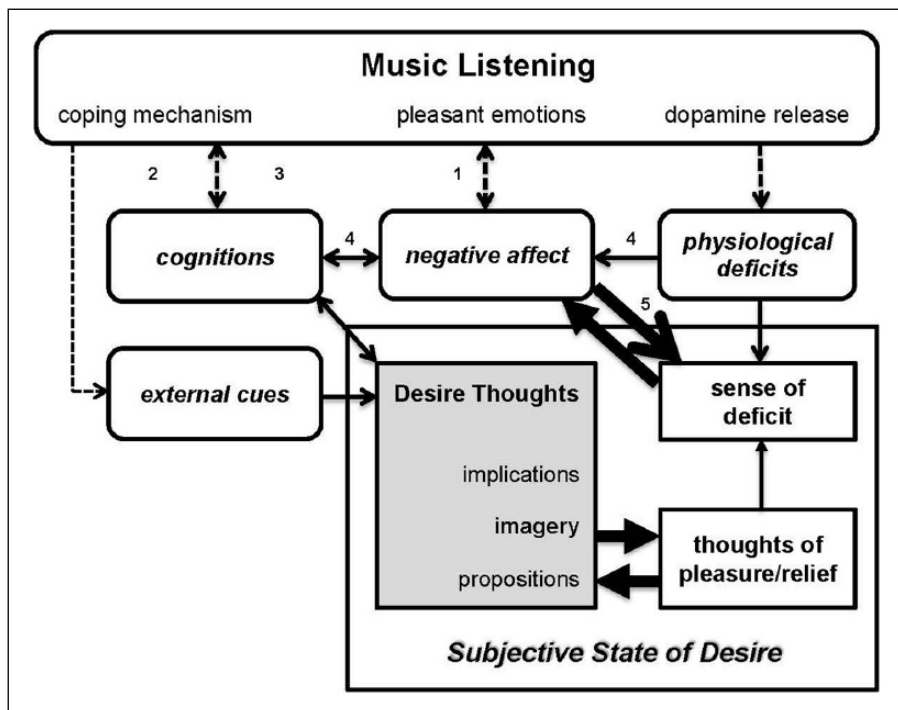 Music Listening
coping mechanism pleasant emotions dopamine release
2 3 1
cognitions 4 negative affect 4 physiological
deficits
5
external cues Desire Thoughts sense of
deficit
implications
imagery thoughts of
propositions pleasure/relief
Subjective State of Desire